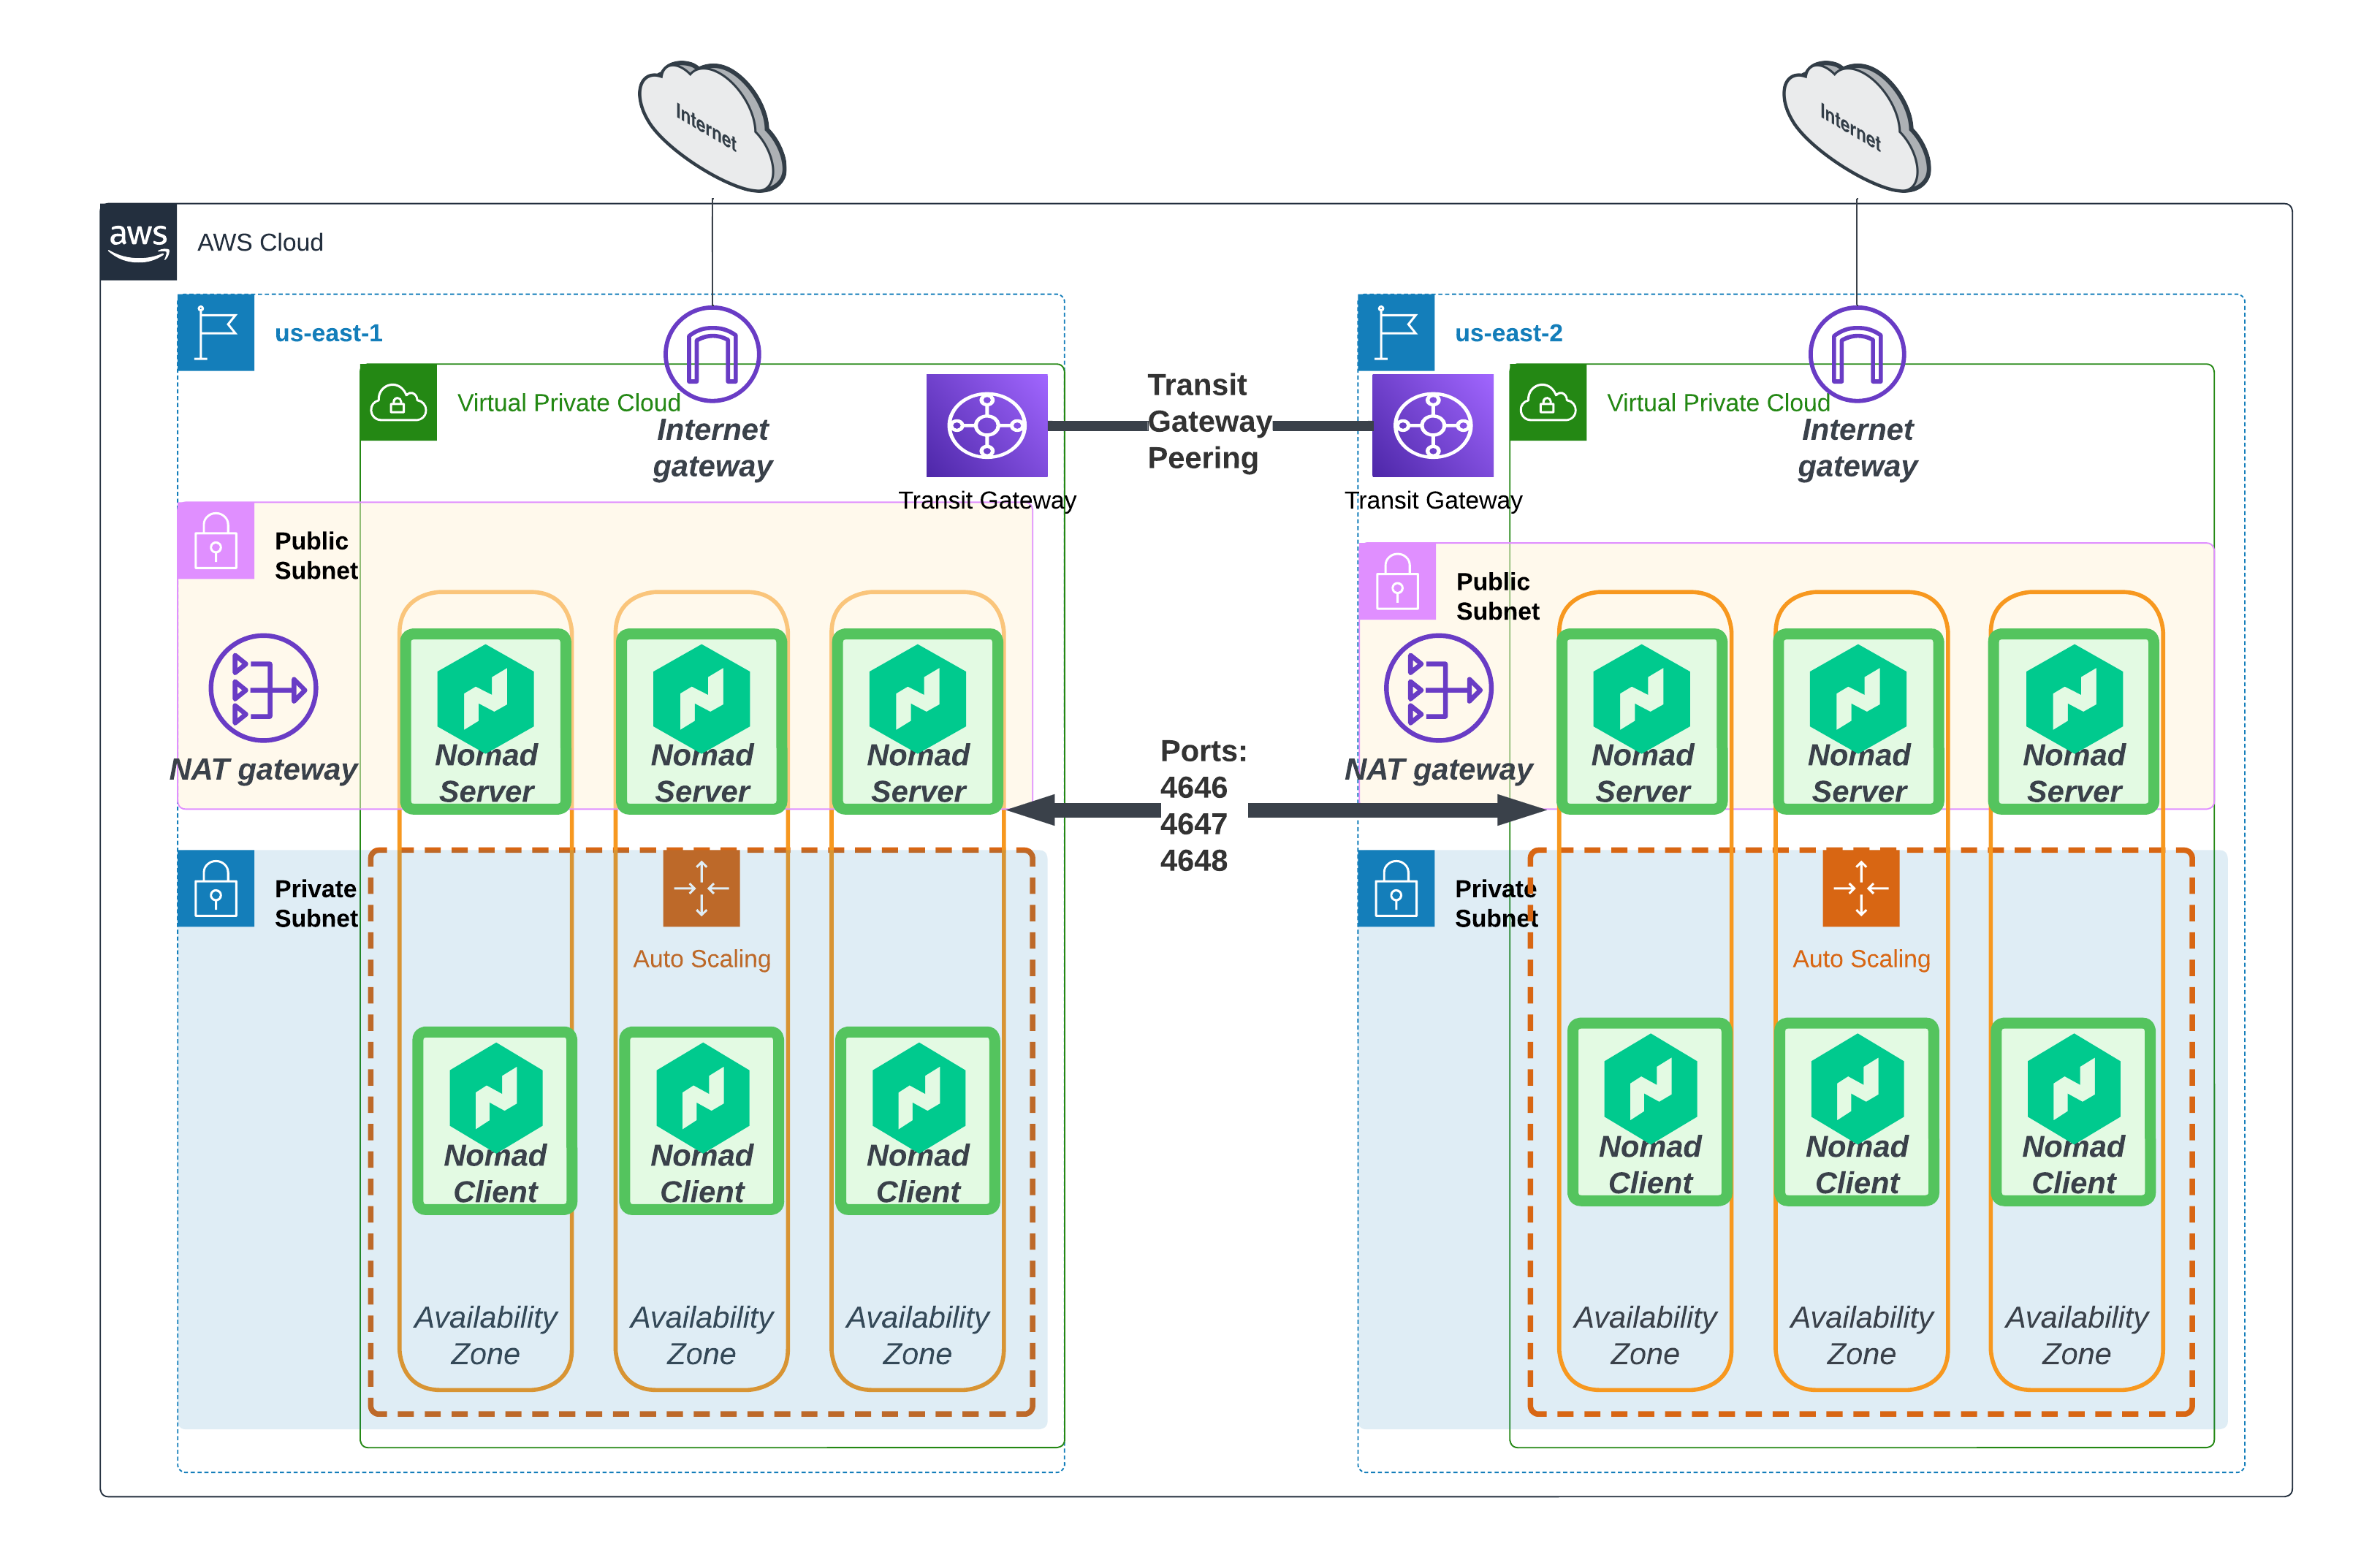 Internet
Internet
aws
AWS Cloud
us-east-1
us-east-2
Virtual Private Cloud
Internet
gateway
Transit
Gateway
Peering
Virtual Private Cloud
Internet
gateway
Transit Gateway
Transit Gateway
Public
Subnet
Public
Subnet
NAT gateway
Nomad
Server
Nomad
Server
Nomad
Server
Ports:
4646
4647
4648
NAT gateway
Nomad
Server
Nomad
Server
Nomad
Server
Private
Subnet
Auto Scaling
Private
Subnet
Auto Scaling
Nomad
Client
Nomad
Client
Nomad
Client
Nomad
Client
Nomad
Client
Nomad
Client
Availability
Zone
Availability
Zone
Availability
Zone
Availability
Zone
Availability
Zone
Availability
Zone